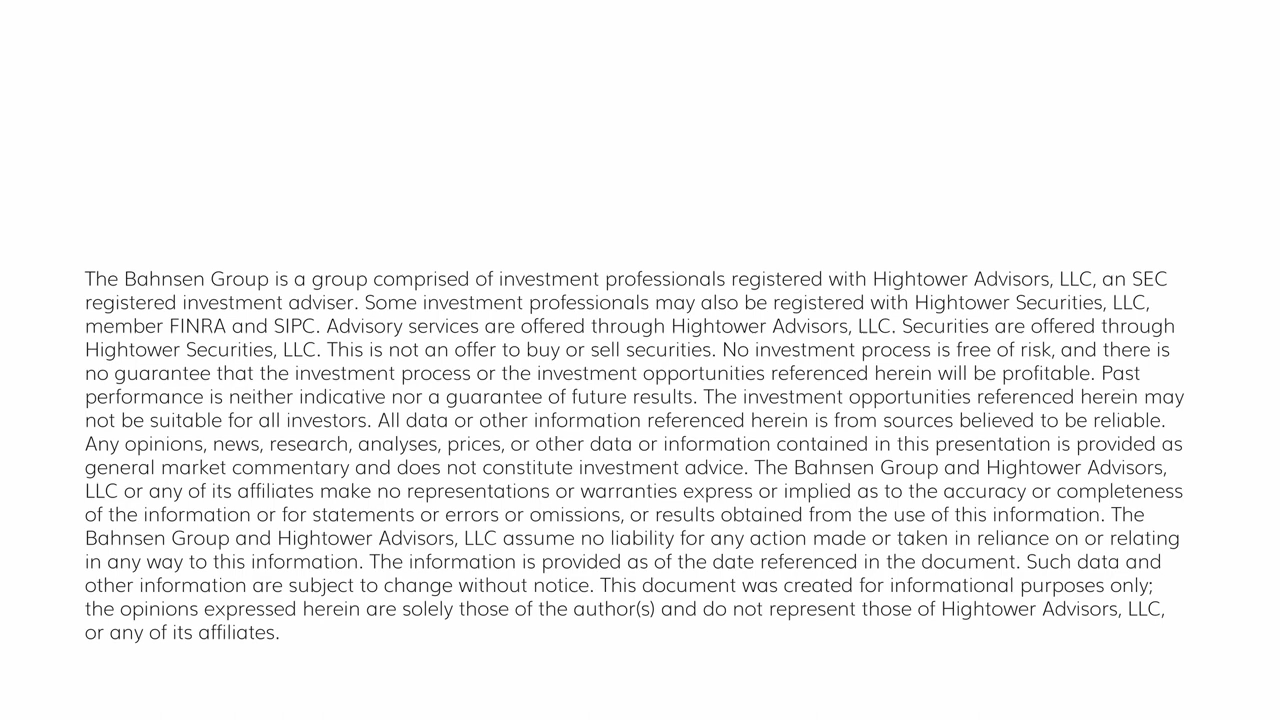 The Bahnsen Group is a group comprised of investment professionals registered with Hightower Advisors, LLC, an SEC
registered investment adviser. Some investment professionals may also be registered with Hightower Securities, LLC,
member FINRA and SIPC. Advisory services are offered through Hightower Advisors, LLC. Securities are offered through
Hightower Securities, LLC. This is not an offer to buy or sell securities. No investment process is free of risk, and there is
no guarantee that the investment process or the investment opportunities referenced herein will be profitable. Past
performance is neither indicative nor a guarantee of future results. The investment opportunities referenced herein may
not be suitable for all investors. All data or other information referenced herein is from sources believed to be reliable.
Any opinions, news, research, analyses, prices, or other data or information contained in this presentation is provided as
general market commentary and does not constitute investment advice. The Bahnsen Group and Hightower Advisors,
LLC or any of its affiliates make no representations or warranties express or implied as to the accuracy or completeness
of the information or for statements or errors or omissions, or results obtained from the use of this information. The
Bahnsen Group and Hightower Advisors, LLC assume no liability for any action made or taken in reliance on or relating
in any way to this information. The information is provided as of the date referenced in the document. Such data and
other information are subject to change without notice. This document was created for informational purposes only;
the opinions expressed herein are solely those of the author(s) and do not represent those of Hightower Advisors, LLC,
or any of its affiliates.